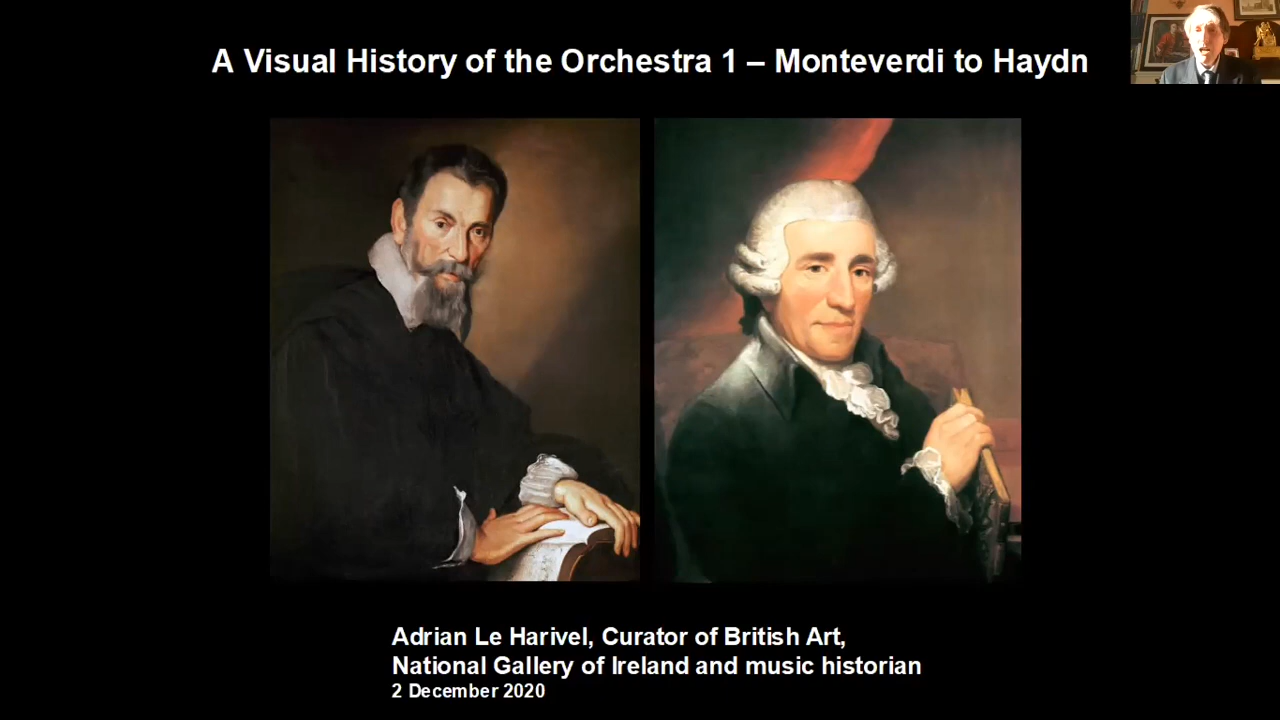 A Visual History of the Orchestra 1 – Monteverdi to Haydn
Adrian Le Harivel, Curator of British Art,
National Gallery of Ireland and music historian
2 December 2020